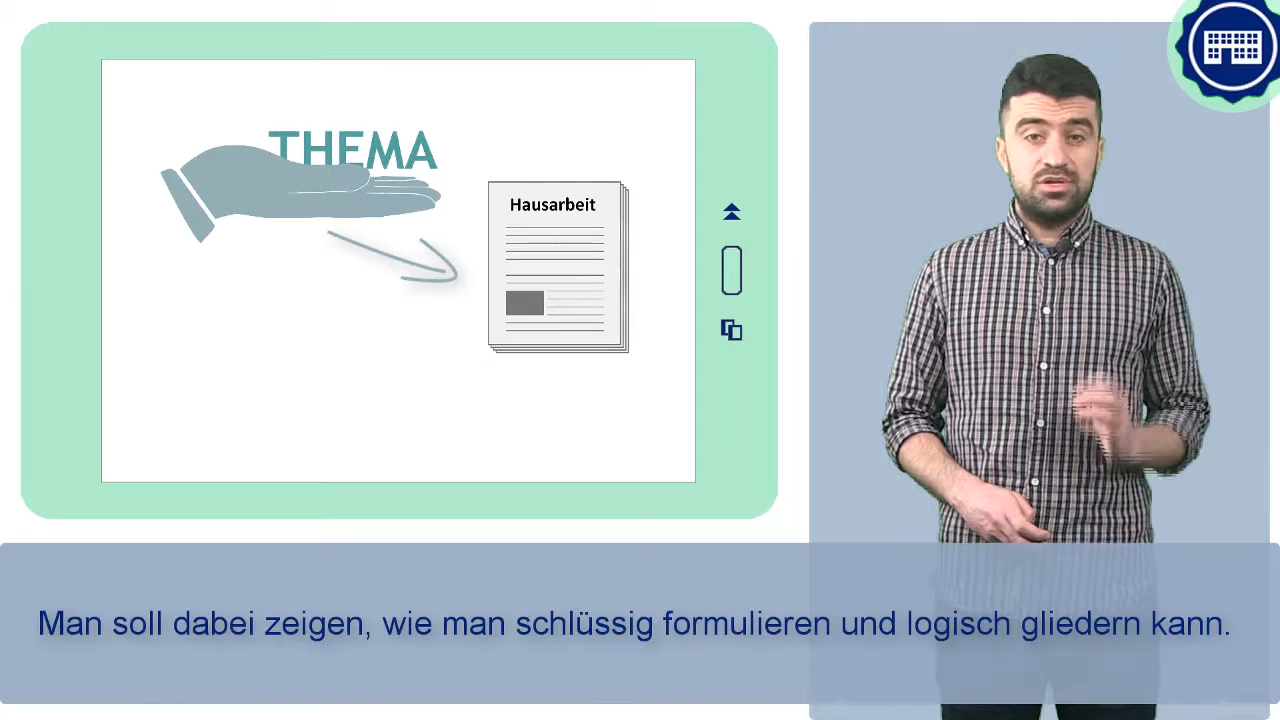 THEMA
Hausarbeit
Man soll dabei zeigen, wie man schlüssig formulieren und logisch gliedern kann.